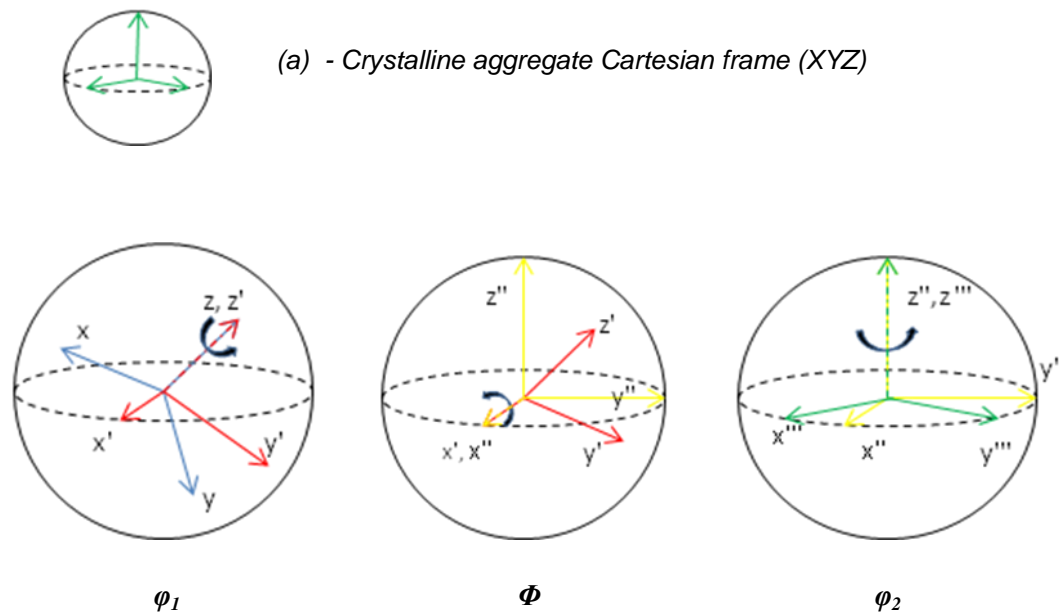 (a) - Crystalline aggregate Cartesian frame (XYZ)
z, z'
x
x'
y'
y
z''
z'
y''
x', x''
y'
z'', z'''
y'
x'''
x''
y'''
φ1
Φ
φ2